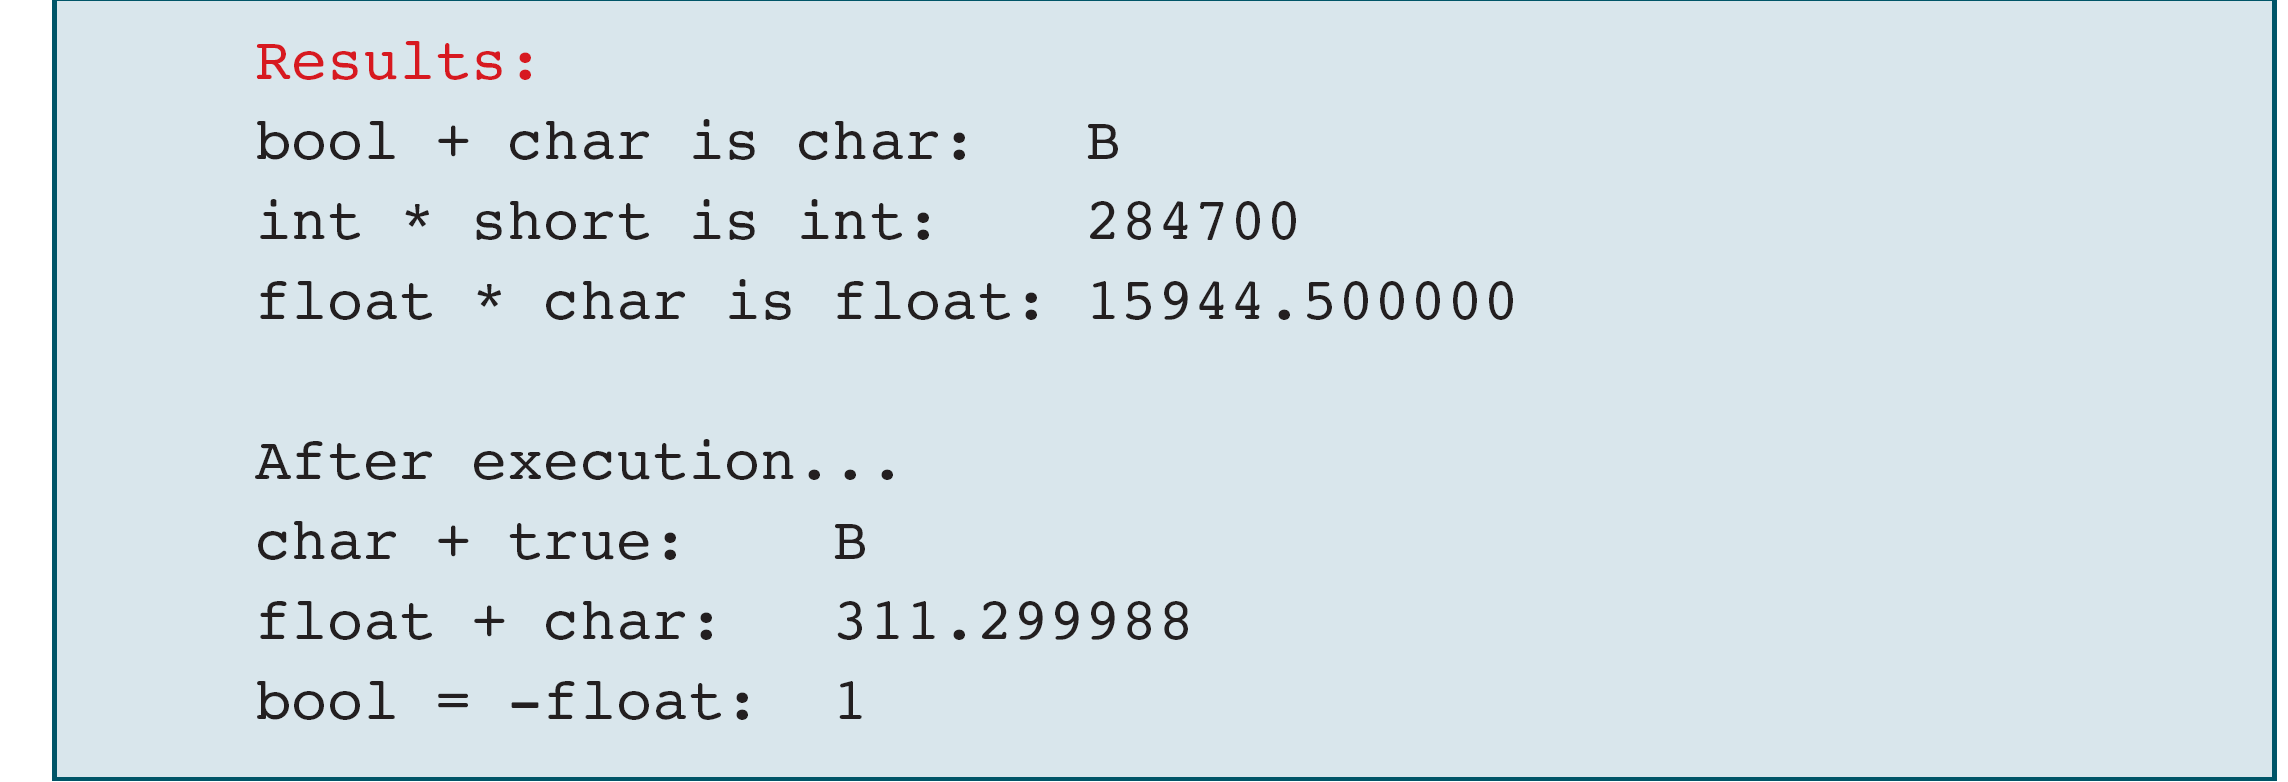 Results:
bool + char is char:   B
int * short is int:    284700
float * char is float: 15944.500000
After execution...
char + true:    B
float + char:   311.299988
bool = -float:  1